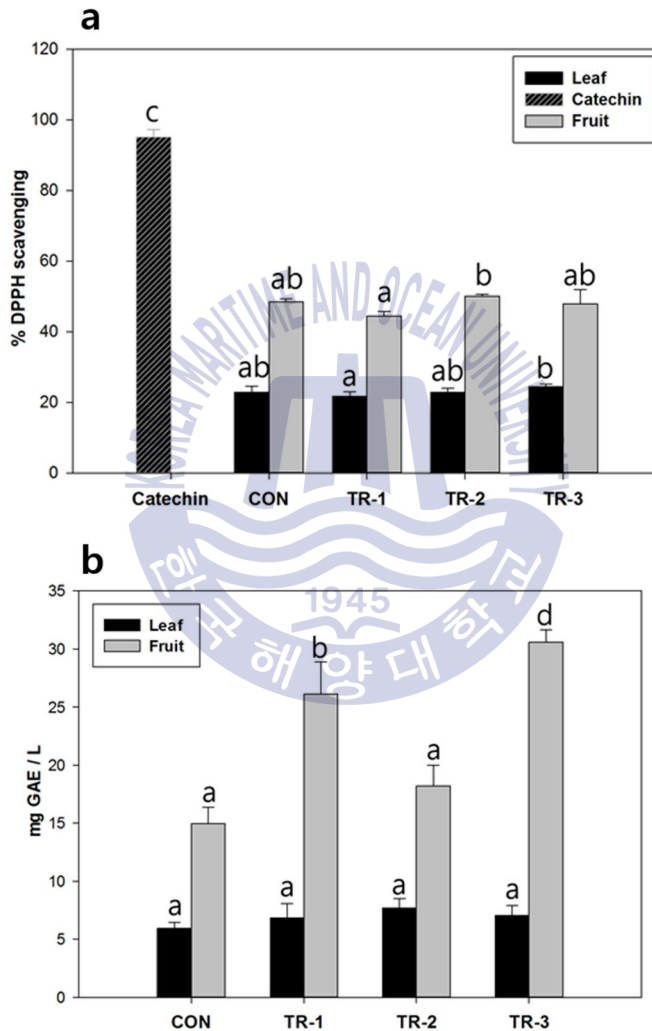 a
120
100
80
60
40
20
0
% DPPH scavenging
Leaf
Catechin
Fruit
c
ab
ab
a
a
ab
b
b
ab
Catechin CON TR-1 TR-2 TR-3
KOREA MARITIME AND OCEAN UNIVERSITY
1945
한국해양대학교
b
35
30
25
20
15
10
5
0
mg GAE / L
Leaf
Fruit
a
a
a
b
a
a
a
d
CON TR-1 TR-2 TR-3